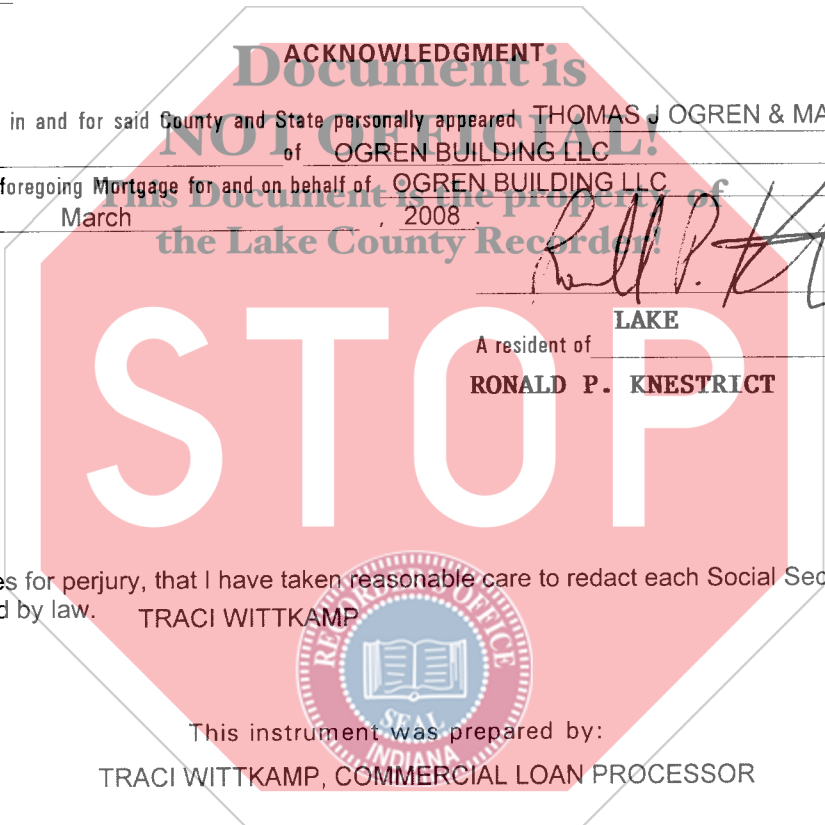 ACKNOWLEDGMENT
Document is
in and for said County and State personally appeared THOMAS J OGREN & MA
NOT OFFICIAL!
of OGREN BUILDING LLC
foregoing Mortgage for and on behalf of OGREN BUILDING LLC
This Document is the property of
March , 2008 .
the Lake County Recorder!
LAKE
A resident of
RONALD P. KNESTRICT
STOP
es for perjury, that I have taken reasonable care to redact each Social Sec
d by law. TRACI WITTKAMP
RECORDER'S OFFICE
SEAL
INDIANA
This instrument was prepared by:
TRACI WITTKAMP, COMMERCIAL LOAN PROCESSOR